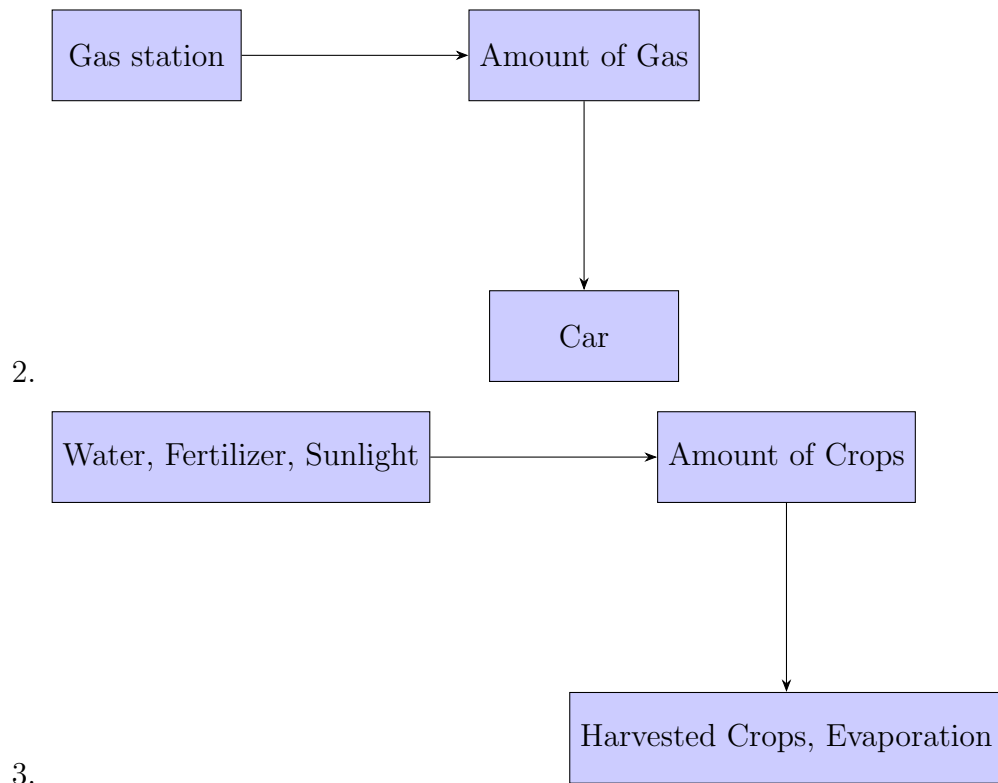 Gas station
Amount of Gas
Car
2.
Water, Fertilizer, Sunlight
Amount of Crops
Harvested Crops, Evaporation
3.